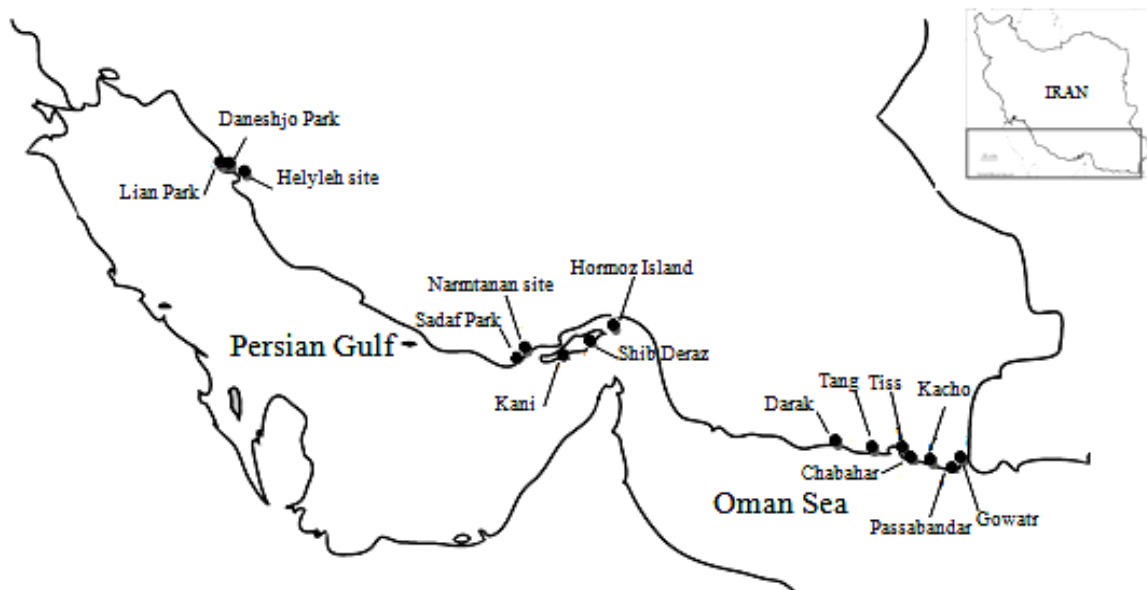 IRAN
Daneshjo Park
Lian Park
Helyleh site
Hormoz Island
Narmtanan site
Sadaf Park
Persian Gulf
Shib Deraz
Kani
Tang
Tiss
Kacho
Darak
Chabahar
Oman Sea
Passabandar
Gowatr